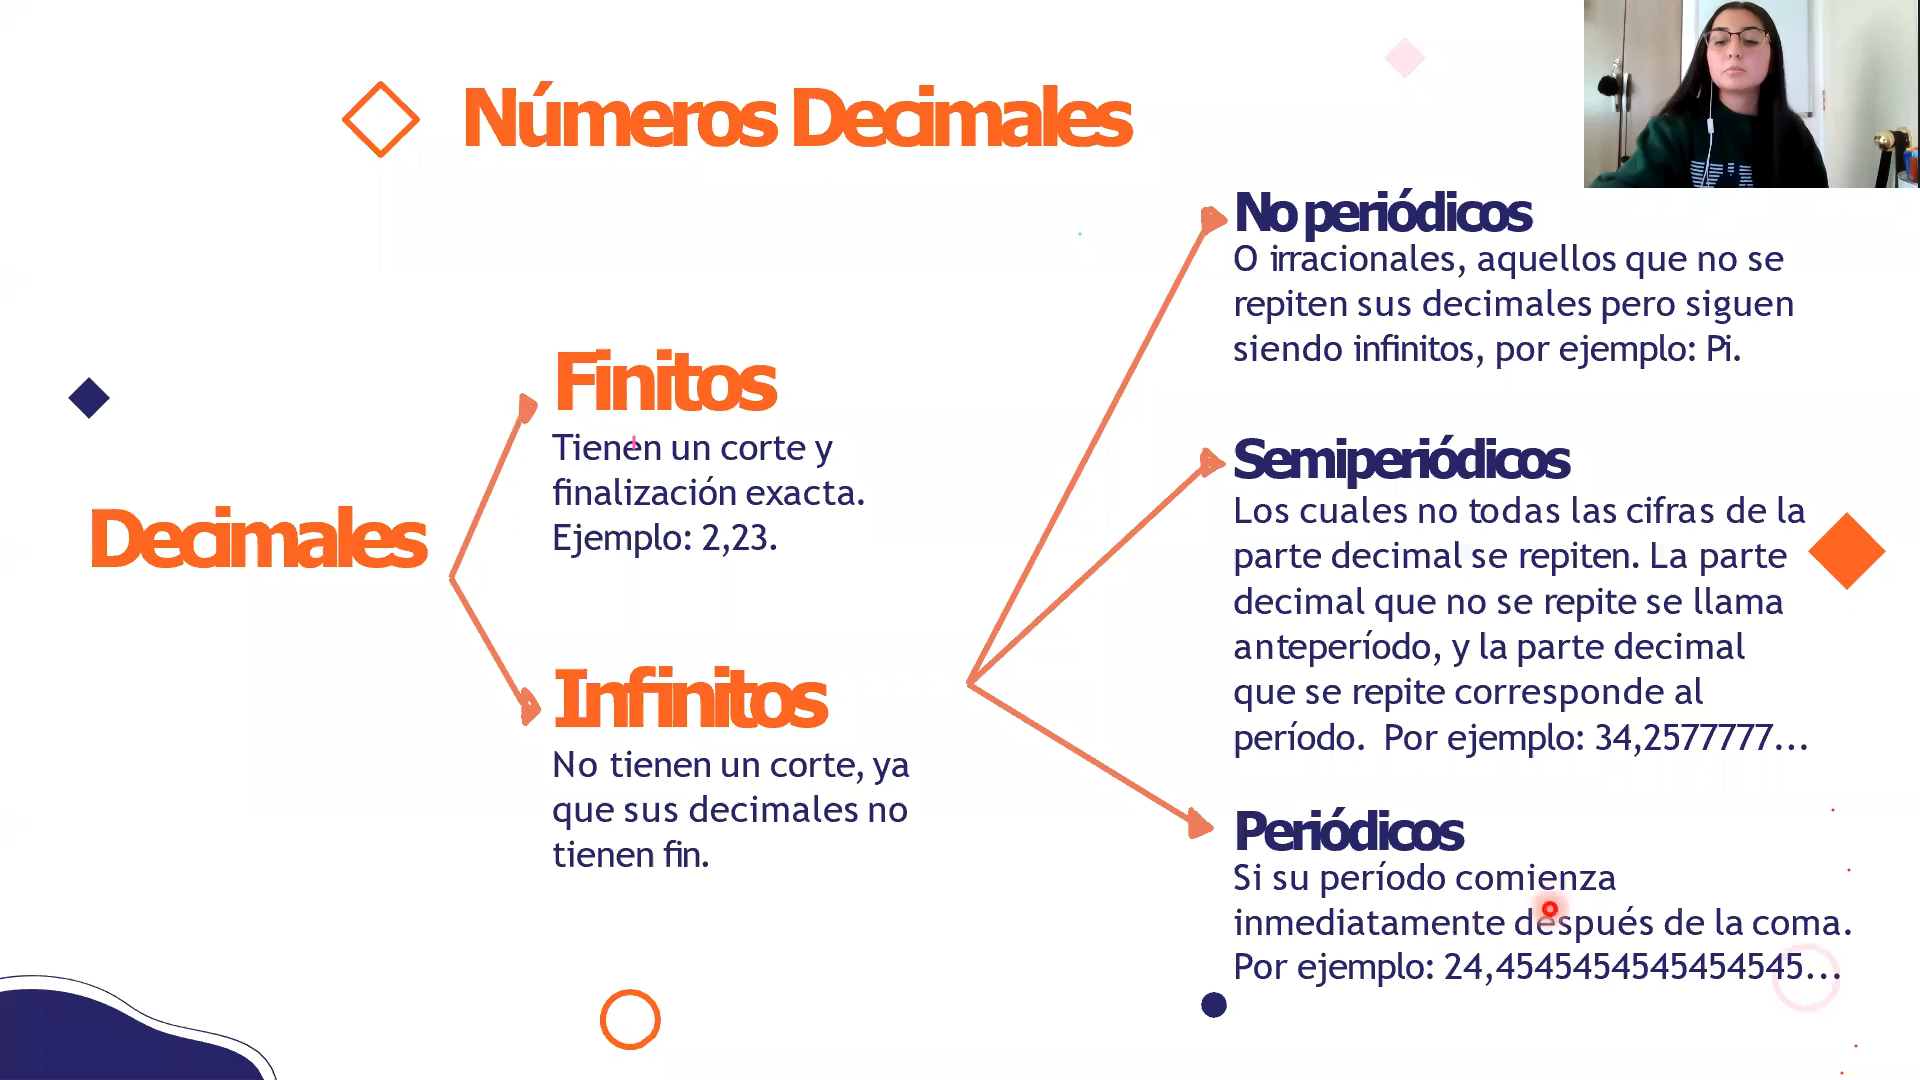 Números Decimales
Decimales
Finitos
Tienen un corte y
finalización exacta.
Ejemplo: 2,23.
Infinitos
No tienen un corte, ya
que sus decimales no
tienen fin.
No periódicos
O irracionales, aquellos que no se
repiten sus decimales pero siguen
siendo infinitos, por ejemplo: Pi.
Semiperiódicos
Los cuales no todas las cifras de la
parte decimal se repiten. La parte
decimal que no se repite se llama
anteperíodo, y la parte decimal
que se repite corresponde al
período. Por ejemplo: 34,2577777...
Periódicos
Si su período comienza
inmediatamente después de la coma.
Por ejemplo: 24,4545454545454545...